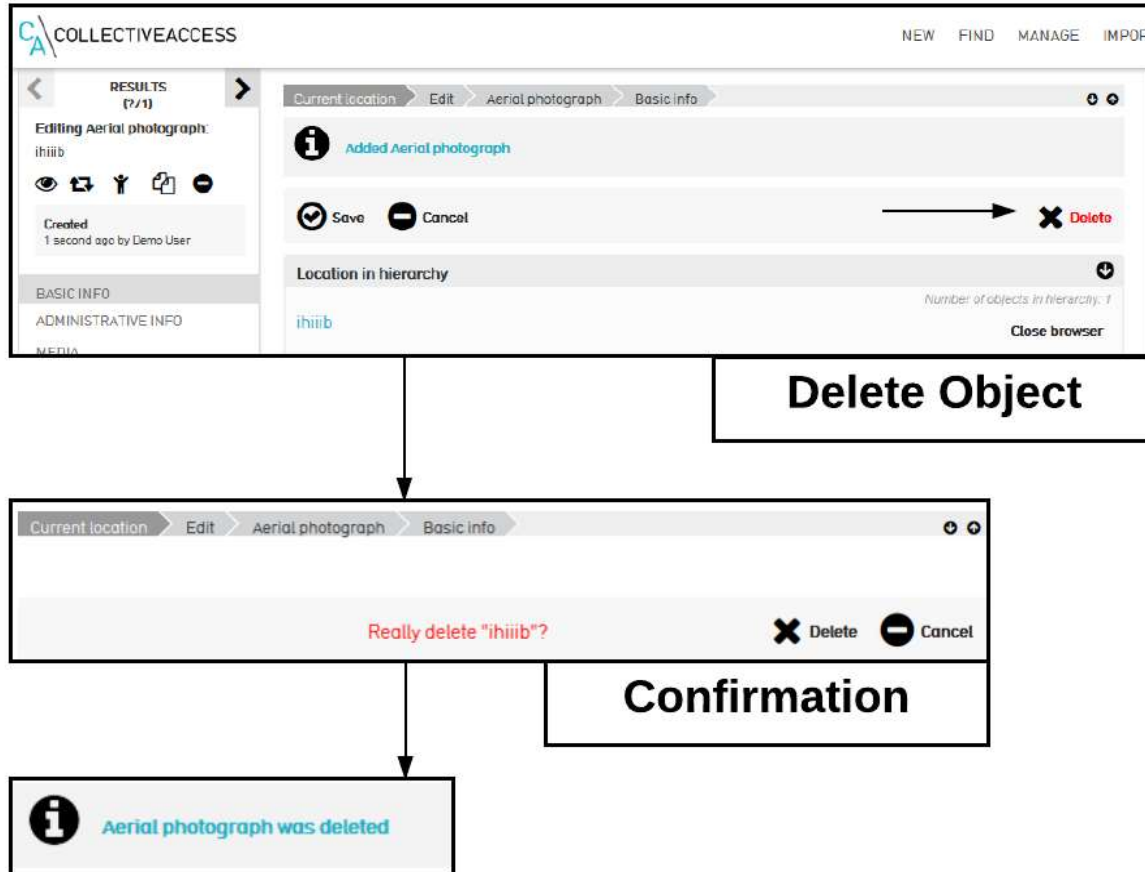 CA COLLECTIVEACCESS
NEW FIND MANAGE IMPOR
RESULTS
(?/1)
Editing Aerial photograph:
ihiiib
Created
1 second ago by Demo User
BASIC INFO
ADMINISTRATIVE INFO
MEDIA
Current location Edit Aerial photograph Basic info
Added Aerial photograph
Save Cancel Delete
Location in hierarchy
Number of objects in hierarchy: 1
ihiiib
Close browser
Delete Object
Current location Edit Aerial photograph Basic info
Really delete "ihiiib"? Delete Cancel
Confirmation
Aerial photograph was deleted